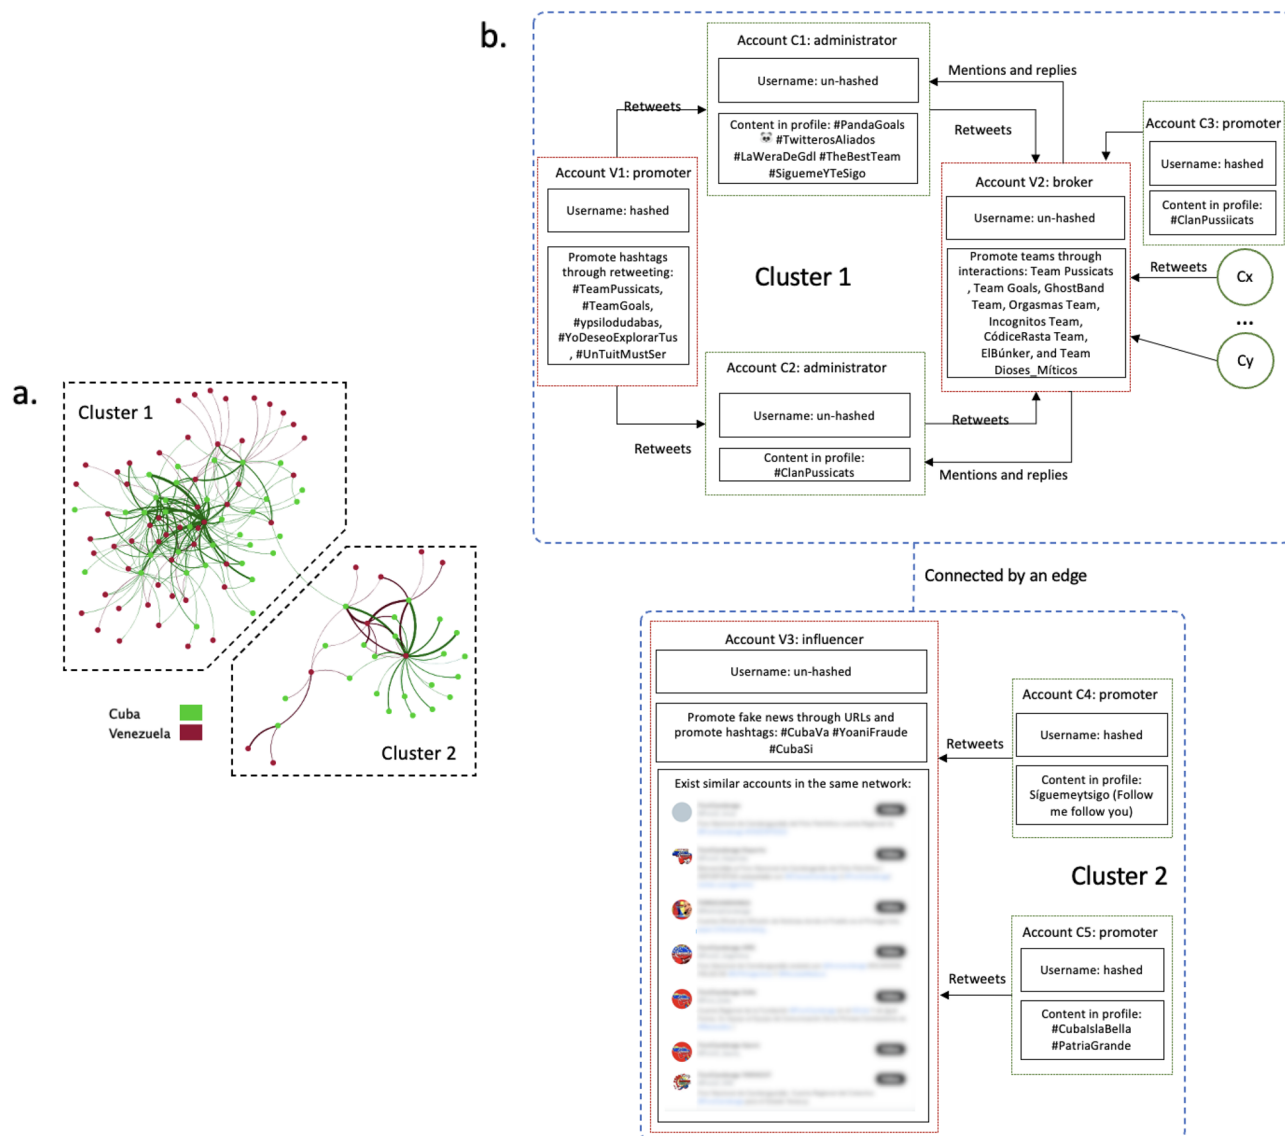 b.
Account C1: administrator
Username: un-hashed
Content in profile: #PandaGoals
🐼 #TwitterosAliados
#LaWeraDeGdl #TheBestTeam
#SiguemeYTeSigo
Retweets
Mentions and replies
Retweets
Account C3: promoter
Username: hashed
Content in profile:
#ClanPussiicats
Account V1: promoter
Username: hashed
Promote hashtags
through retweeting:
#TeamPussicats,
#TeamGoals,
#ypsilodudabas,
#YoDeseoExplorarTus
, #UnTuitMustSer
Cluster 1
Account V2: broker
Username: un-hashed
Promote teams through
interactions: Team Pussicats
, Team Goals, GhostBand
Team, Orgasmas Team,
Incognitos Team,
CódiceRasta Team,
ElBúnker, and Team
Dioses_Míticos
Retweets
Cx
...
Cy
Account C2: administrator
Username: un-hashed
Content in profile:
#ClanPussicats
Retweets
Retweets
Mentions and replies
a.
Cluster 1
Cluster 2
Cuba
Venezuela
Connected by an edge
Account V3: influencer
Username: un-hashed
Promote fake news through URLs and
promote hashtags: #CubaVa #YoaniFraude
#CubaSi
Exist similar accounts in the same network:
Retweets
Account C4: promoter
Username: hashed
Content in profile:
Síguemeytsigo (Follow
me follow you)
Cluster 2
Retweets
Account C5: promoter
Username: hashed
Content in profile:
#CubaIslaBella
#PatriaGrande